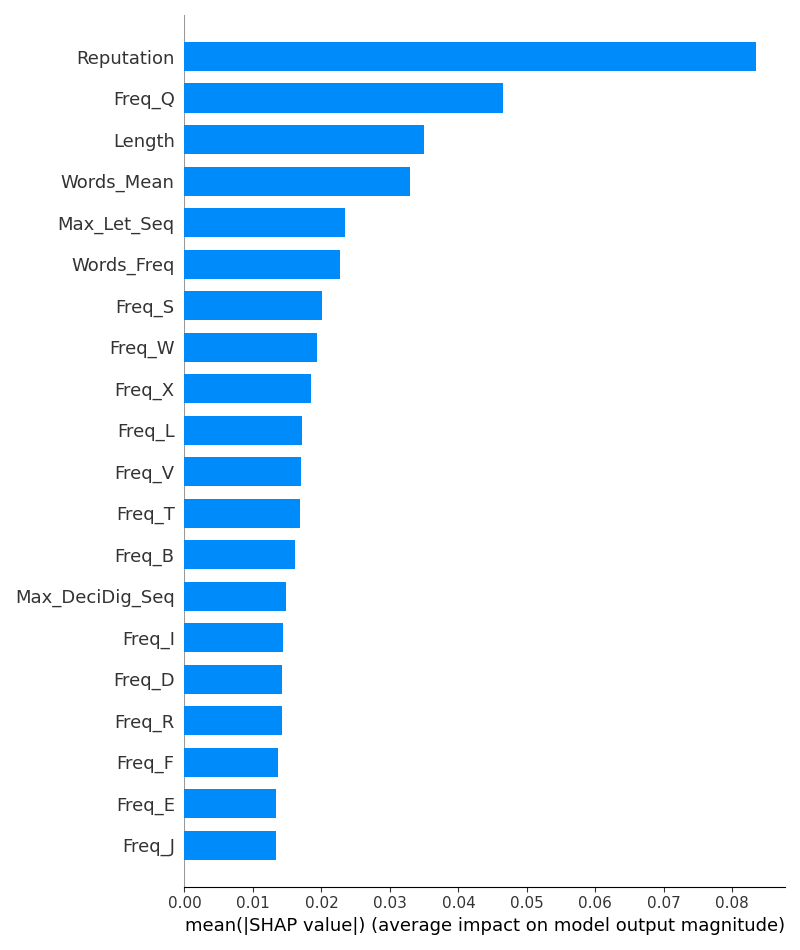 Reputation
Freq_Q
Length
Words_Mean
Max_Let_Seq
Words_Freq
Freq_S
Freq_W
Freq_X
Freq_L
Freq_V
Freq_T
Freq_B
Max_DeciDig_Seq
Freq_I
Freq_D
Freq_R
Freq_F
Freq_E
Freq_J
0.00 0.01 0.02 0.03 0.04 0.05 0.06 0.07 0.08
mean(|SHAP value|) (average impact on model output magnitude)